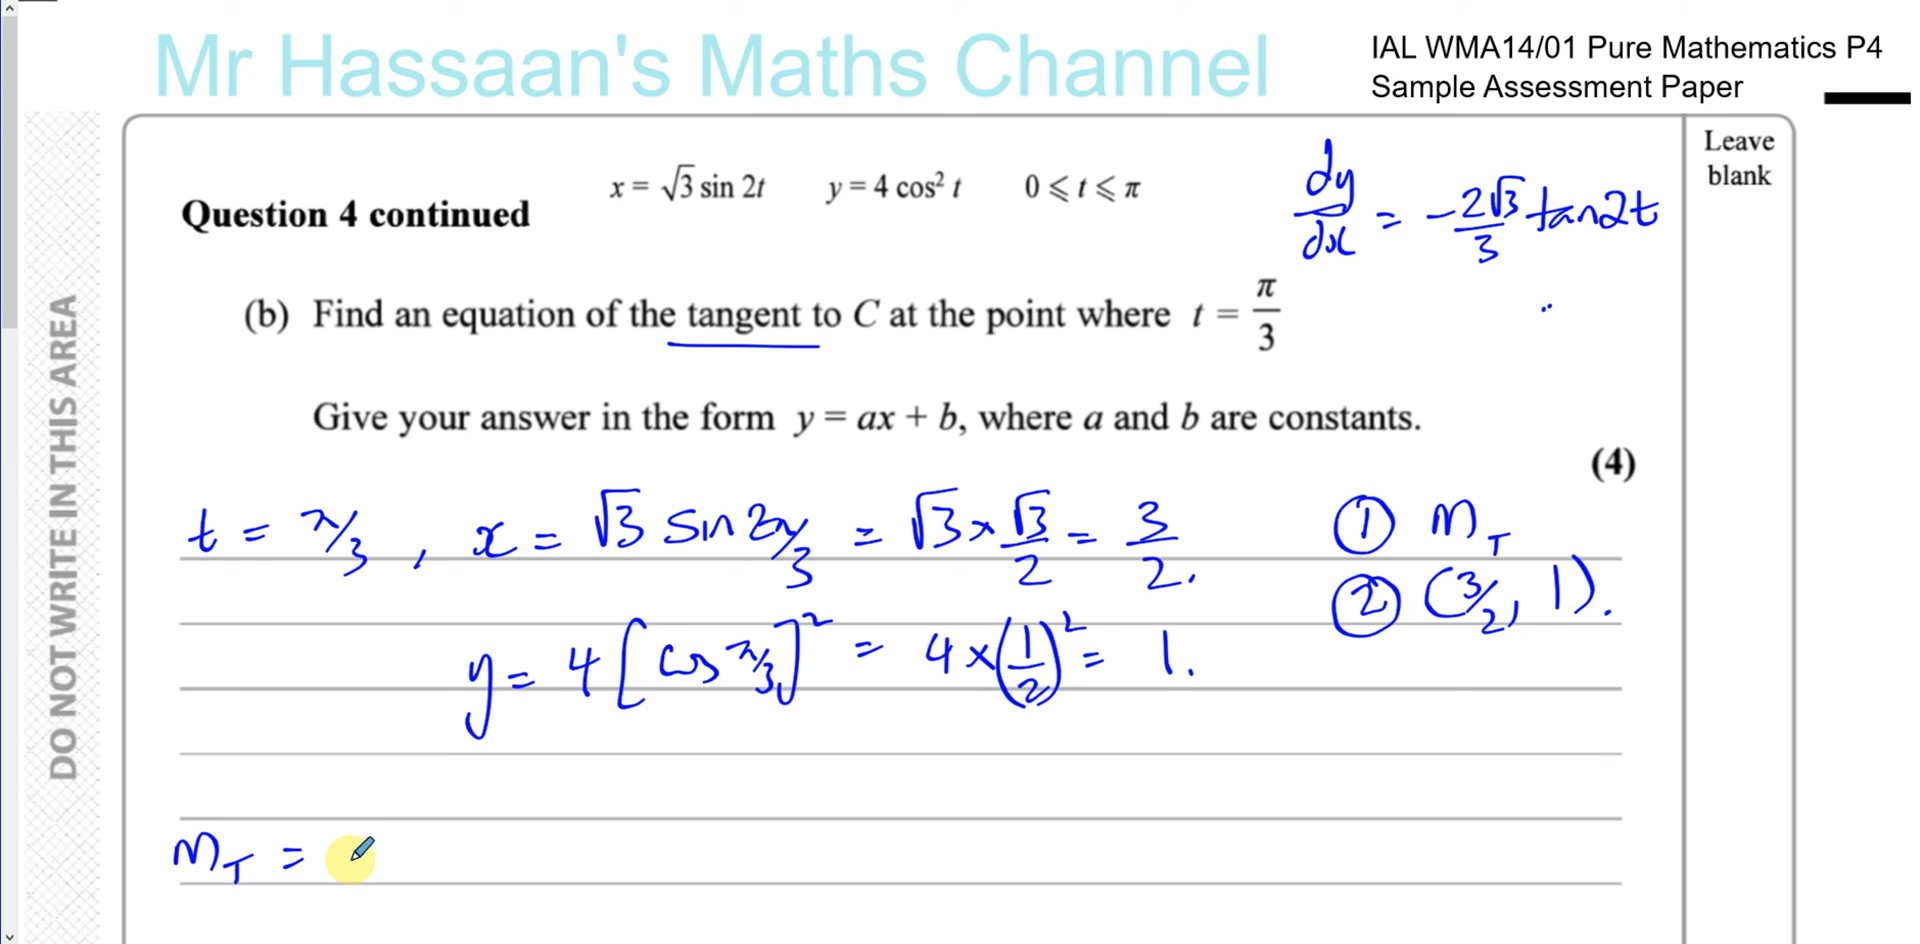 Mr Hassaan's Maths Channel
IAL WMA14/01 Pure Mathematics P4
Sample Assessment Paper
Leave
blank
x = √3 sin 2t    y = 4 cos² t    0 ⩽ t ⩽ π
dy/dx = -2√3/3 tan2t
Question 4 continued
(b) Find an equation of the tangent to C at the point where t = π/3
Give your answer in the form y = ax + b, where a and b are constants.
(4)
t = π/3 , x = √3 sin 2π/3 = √3 × √3/2 = 3/2.
① m_T
② (3/2, 1).
y = 4 [cos π/3]² = 4 × (1/2)² = 1.
m_T =
DO NOT WRITE IN THIS AREA